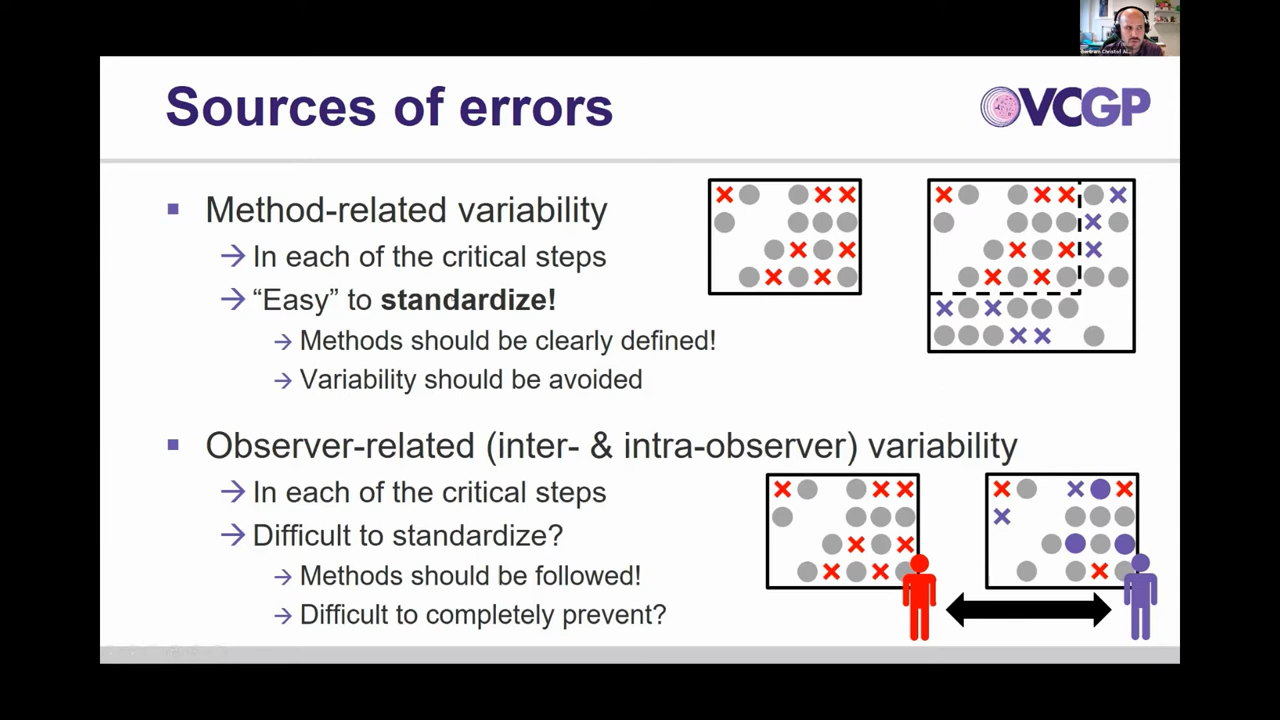 Sources of errors
VCGP
Method-related variability
In each of the critical steps
“Easy” to standardize!
Methods should be clearly defined!
Variability should be avoided
Observer-related (inter- & intra-observer) variability
In each of the critical steps
Difficult to standardize?
Methods should be followed!
Difficult to completely prevent?